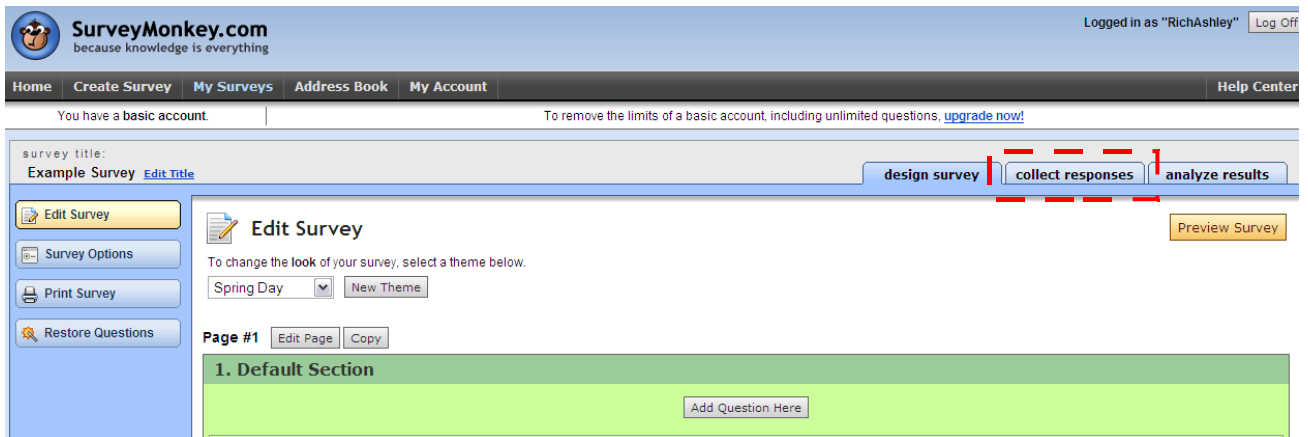 SurveyMonkey.com
because knowledge is everything
Logged in as "RichAshley" Log Off
Home Create Survey My Surveys Address Book My Account Help Center
You have a basic account. To remove the limits of a basic account, including unlimited questions, upgrade now!
survey title:
Example Survey Edit Title
design survey collect responses analyze results
Edit Survey
Survey Options
Print Survey
Restore Questions
Edit Survey
Preview Survey
To change the look of your survey, select a theme below.
Spring Day New Theme
Page #1 Edit Page Copy
1. Default Section
Add Question Here